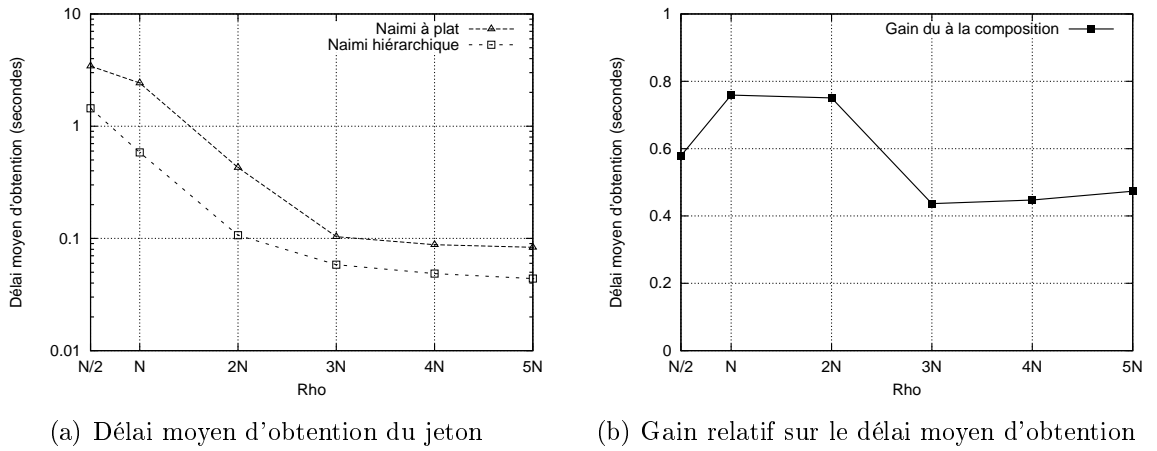 10
1
0.1
0.01
N/2
N
2N
3N
4N
5N
Rho
Délai moyen d'obtention (secondes)
Naimi à plat
Naimi hiérarchique
(a) Délai moyen d'obtention du jeton
1
0.8
0.6
0.4
0.2
0
N/2
N
2N
3N
4N
5N
Rho
Délai moyen d'obtention (secondes)
Gain du à la composition
(b) Gain relatif sur le délai moyen d'obtention